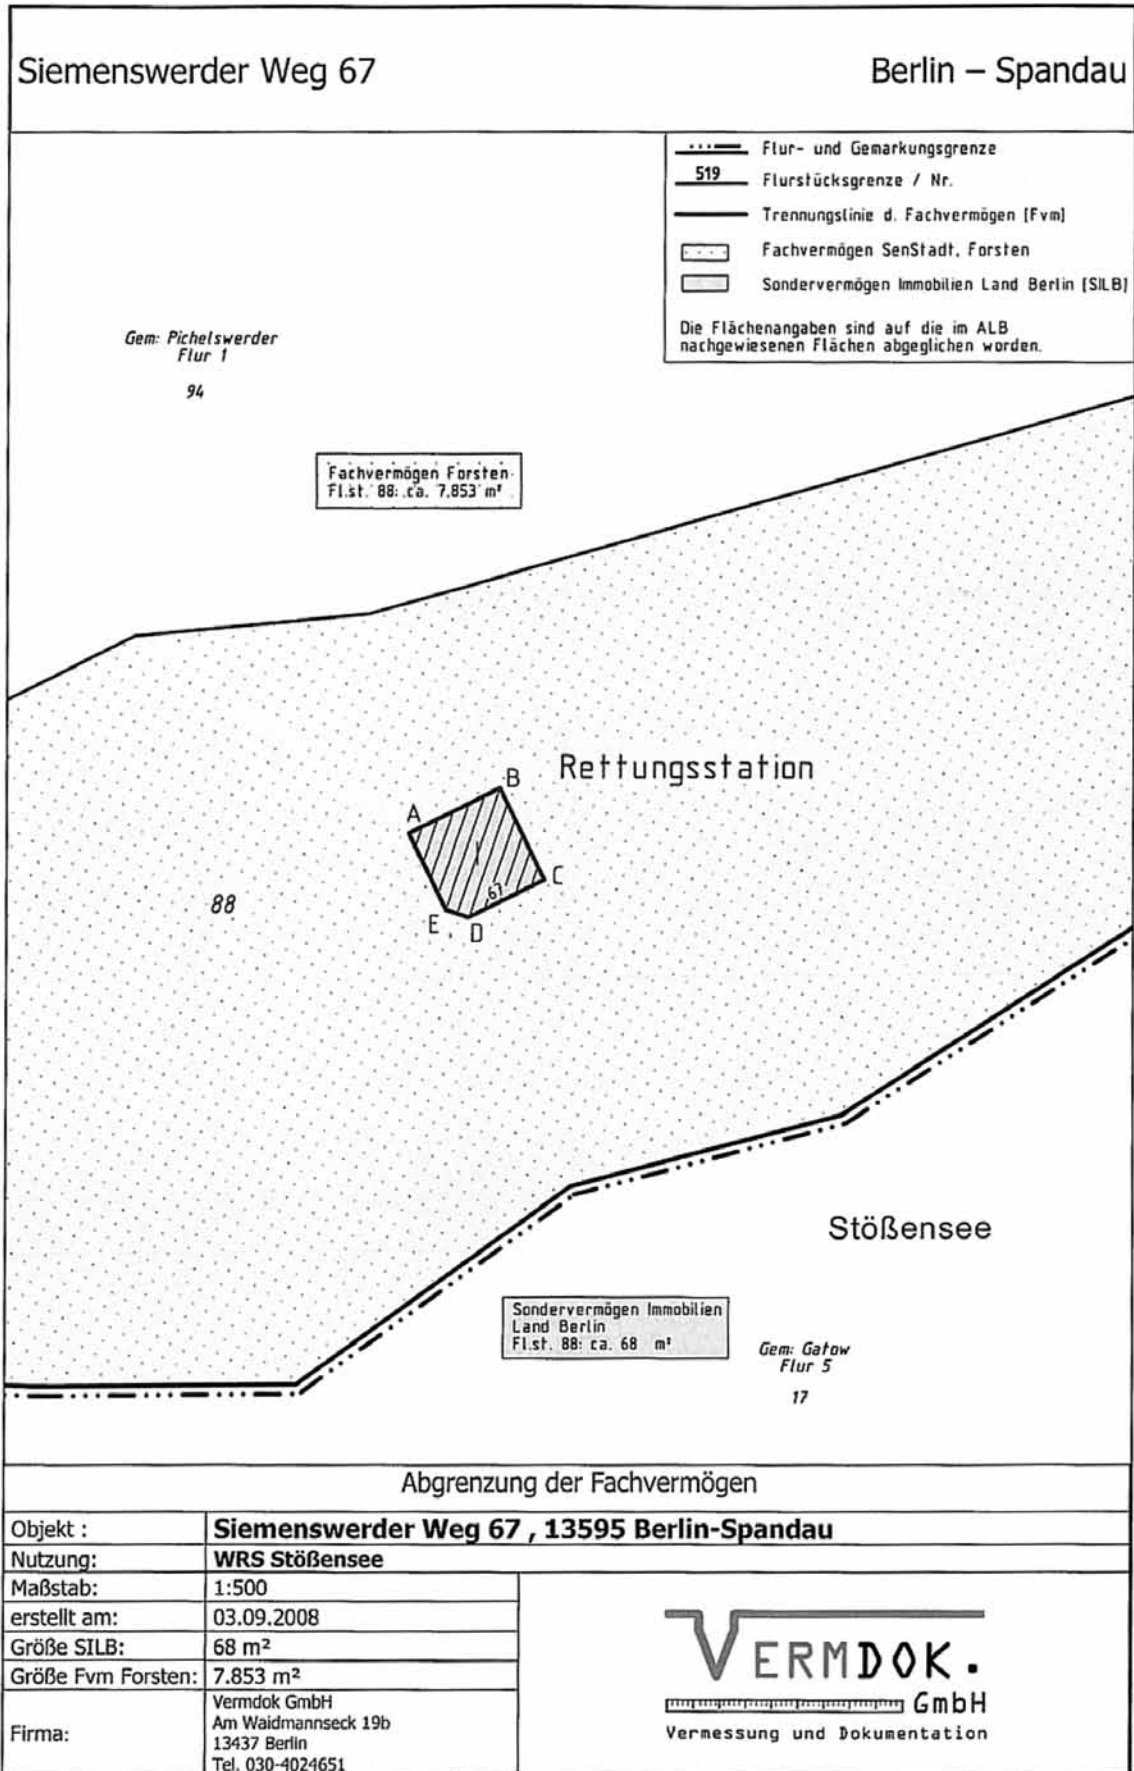 Siemenswerder Weg 67
Berlin – Spandau
Flur- und Gemarkungsgrenze
519
Flurstücksgrenze / Nr.
Trennungslinie d. Fachvermögen (Fvm)
Fachvermögen SenStadt, Forsten
Sondervermögen Immobilien Land Berlin (SILB)
Die Flächenangaben sind auf die im ALB
nachgewiesenen Flächen abgeglichen worden.
Gem: Pichelswerder
Flur 1
94
Fachvermögen Forsten
Fl.st. 88: ca. 7.853 m²
Rettungsstation
B
A
I
C
67
88
E
D
Stößensee
Sondervermögen Immobilien
Land Berlin
Fl.st. 88: ca. 68 m²
Gem: Gatow
Flur 5
17
Abgrenzung der Fachvermögen
Objekt : Siemenswerder Weg 67 , 13595 Berlin-Spandau
Nutzung: WRS Stößensee
Maßstab: 1:500
erstellt am: 03.09.2008
Größe SILB: 68 m²
Größe Fvm Forsten: 7.853 m²
Firma:
Vermdok GmbH
Am Waidmannseck 19b
13437 Berlin
Tel. 030-4024651
VERMDOK.
GmbH
Vermessung und Dokumentation